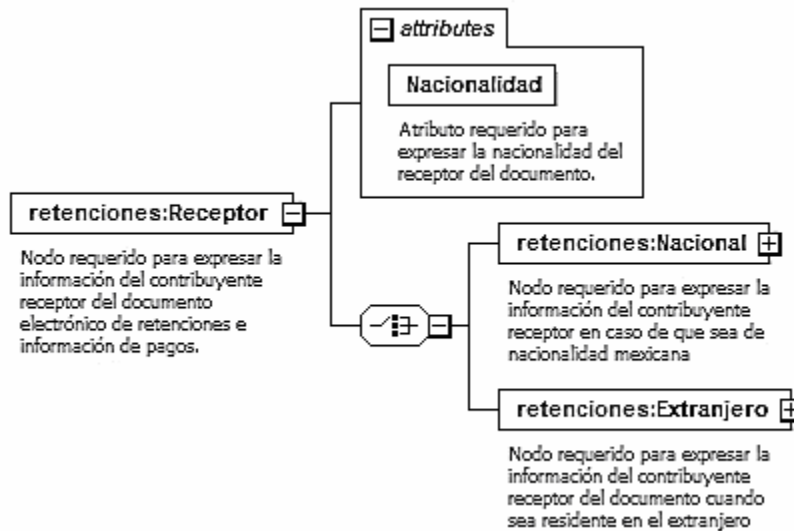 attributes
Nacionalidad
Atributo requerido para
expresar la nacionalidad del
receptor del documento.
retenciones:Receptor
Nodo requerido para expresar la
información del contribuyente
receptor del documento
electrónico de retenciones e
información de pagos.
retenciones:Nacional
Nodo requerido para expresar la
información del contribuyente
receptor en caso de que sea de
nacionalidad mexicana
retenciones:Extranjero
Nodo requerido para expresar la
información del contribuyente
receptor del documento cuando
sea residente en el extranjero